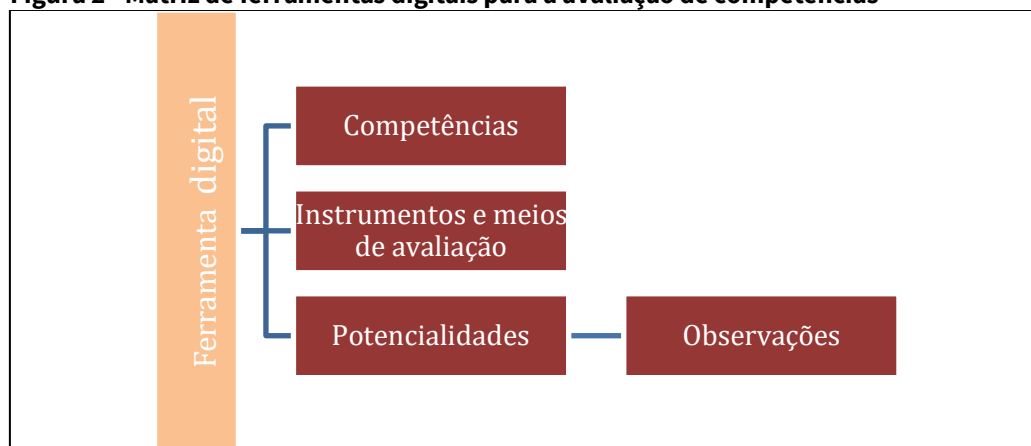 Figura 2 - Matriz de ferramentas digitais para a avaliação de competências
Ferramenta digital
Competências
Instrumentos e meios
de avaliação
Potencialidades
Observações